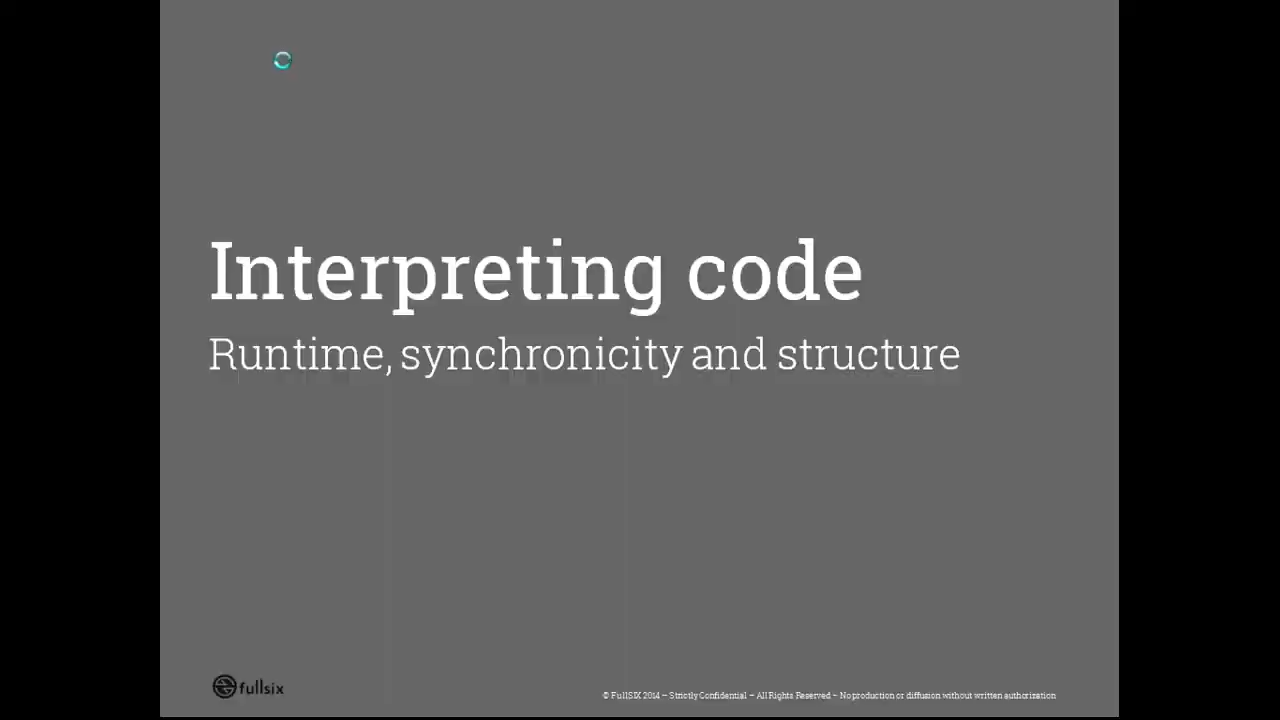 Interpreting code
Runtime, synchronicity and structure
fullsix
© FullSIX 2014 – Strictly Confidential – All Rights Reserved – No production or diffusion without written authorization